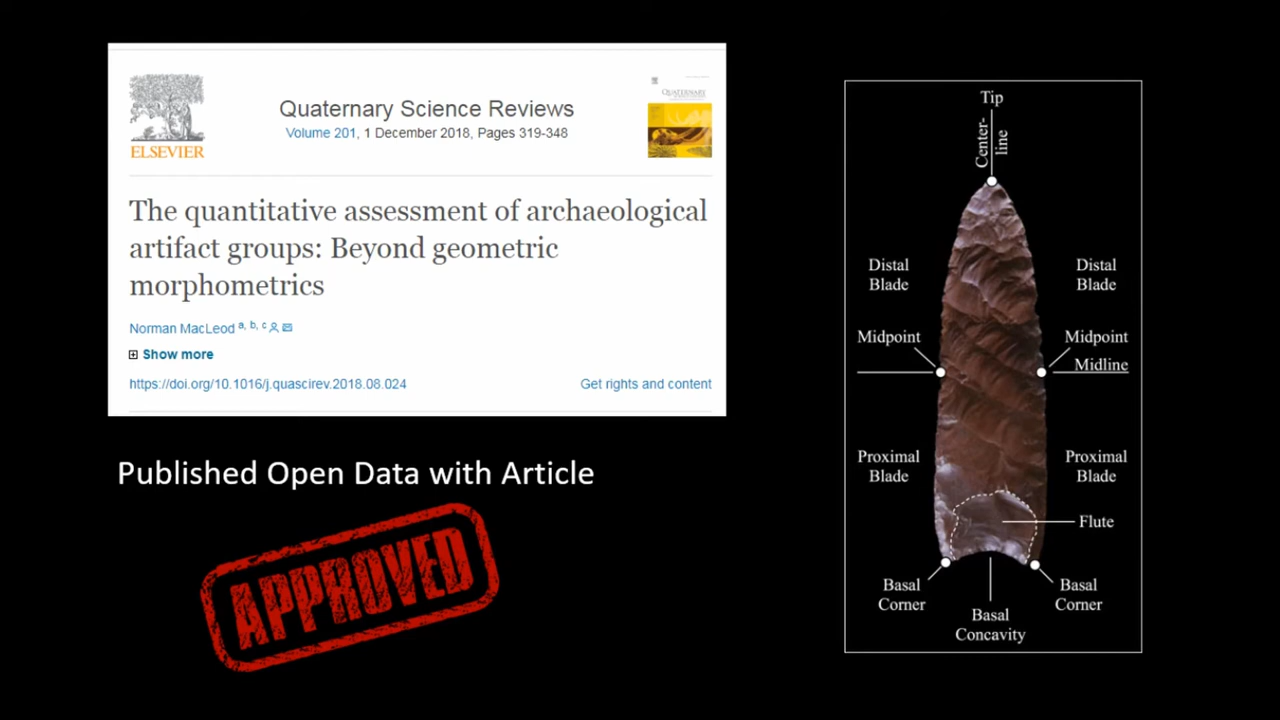 ELSEVIER
Quaternary Science Reviews
Volume 201, 1 December 2018, Pages 319-348
QUATERNARY
The quantitative assessment of archaeological
artifact groups: Beyond geometric
morphometrics
Norman MacLeod a, b, c
Show more
https://doi.org/10.1016/j.quascirev.2018.08.024
Get rights and content
Published Open Data with Article
APPROVED
Tip
Center-
line
Distal
Blade
Distal
Blade
Midpoint
Midpoint
Midline
Proximal
Blade
Proximal
Blade
Flute
Basal
Corner
Basal
Corner
Basal
Concavity